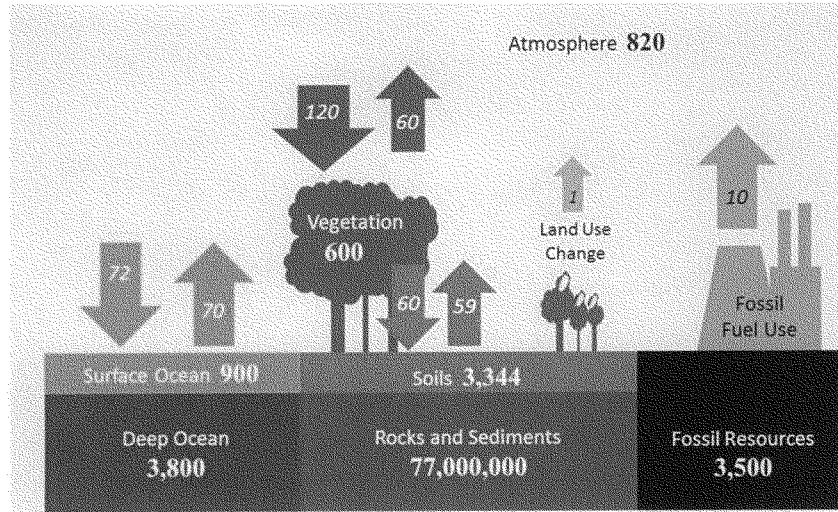 Atmosphere 820
120
60
Vegetation
600
1
Land Use
Change
10
72
70
60
59
Fossil
Fuel Use
Surface Ocean 900
Soils 3,344
Deep Ocean
3,800
Rocks and Sediments
77,000,000
Fossil Resources
3,500